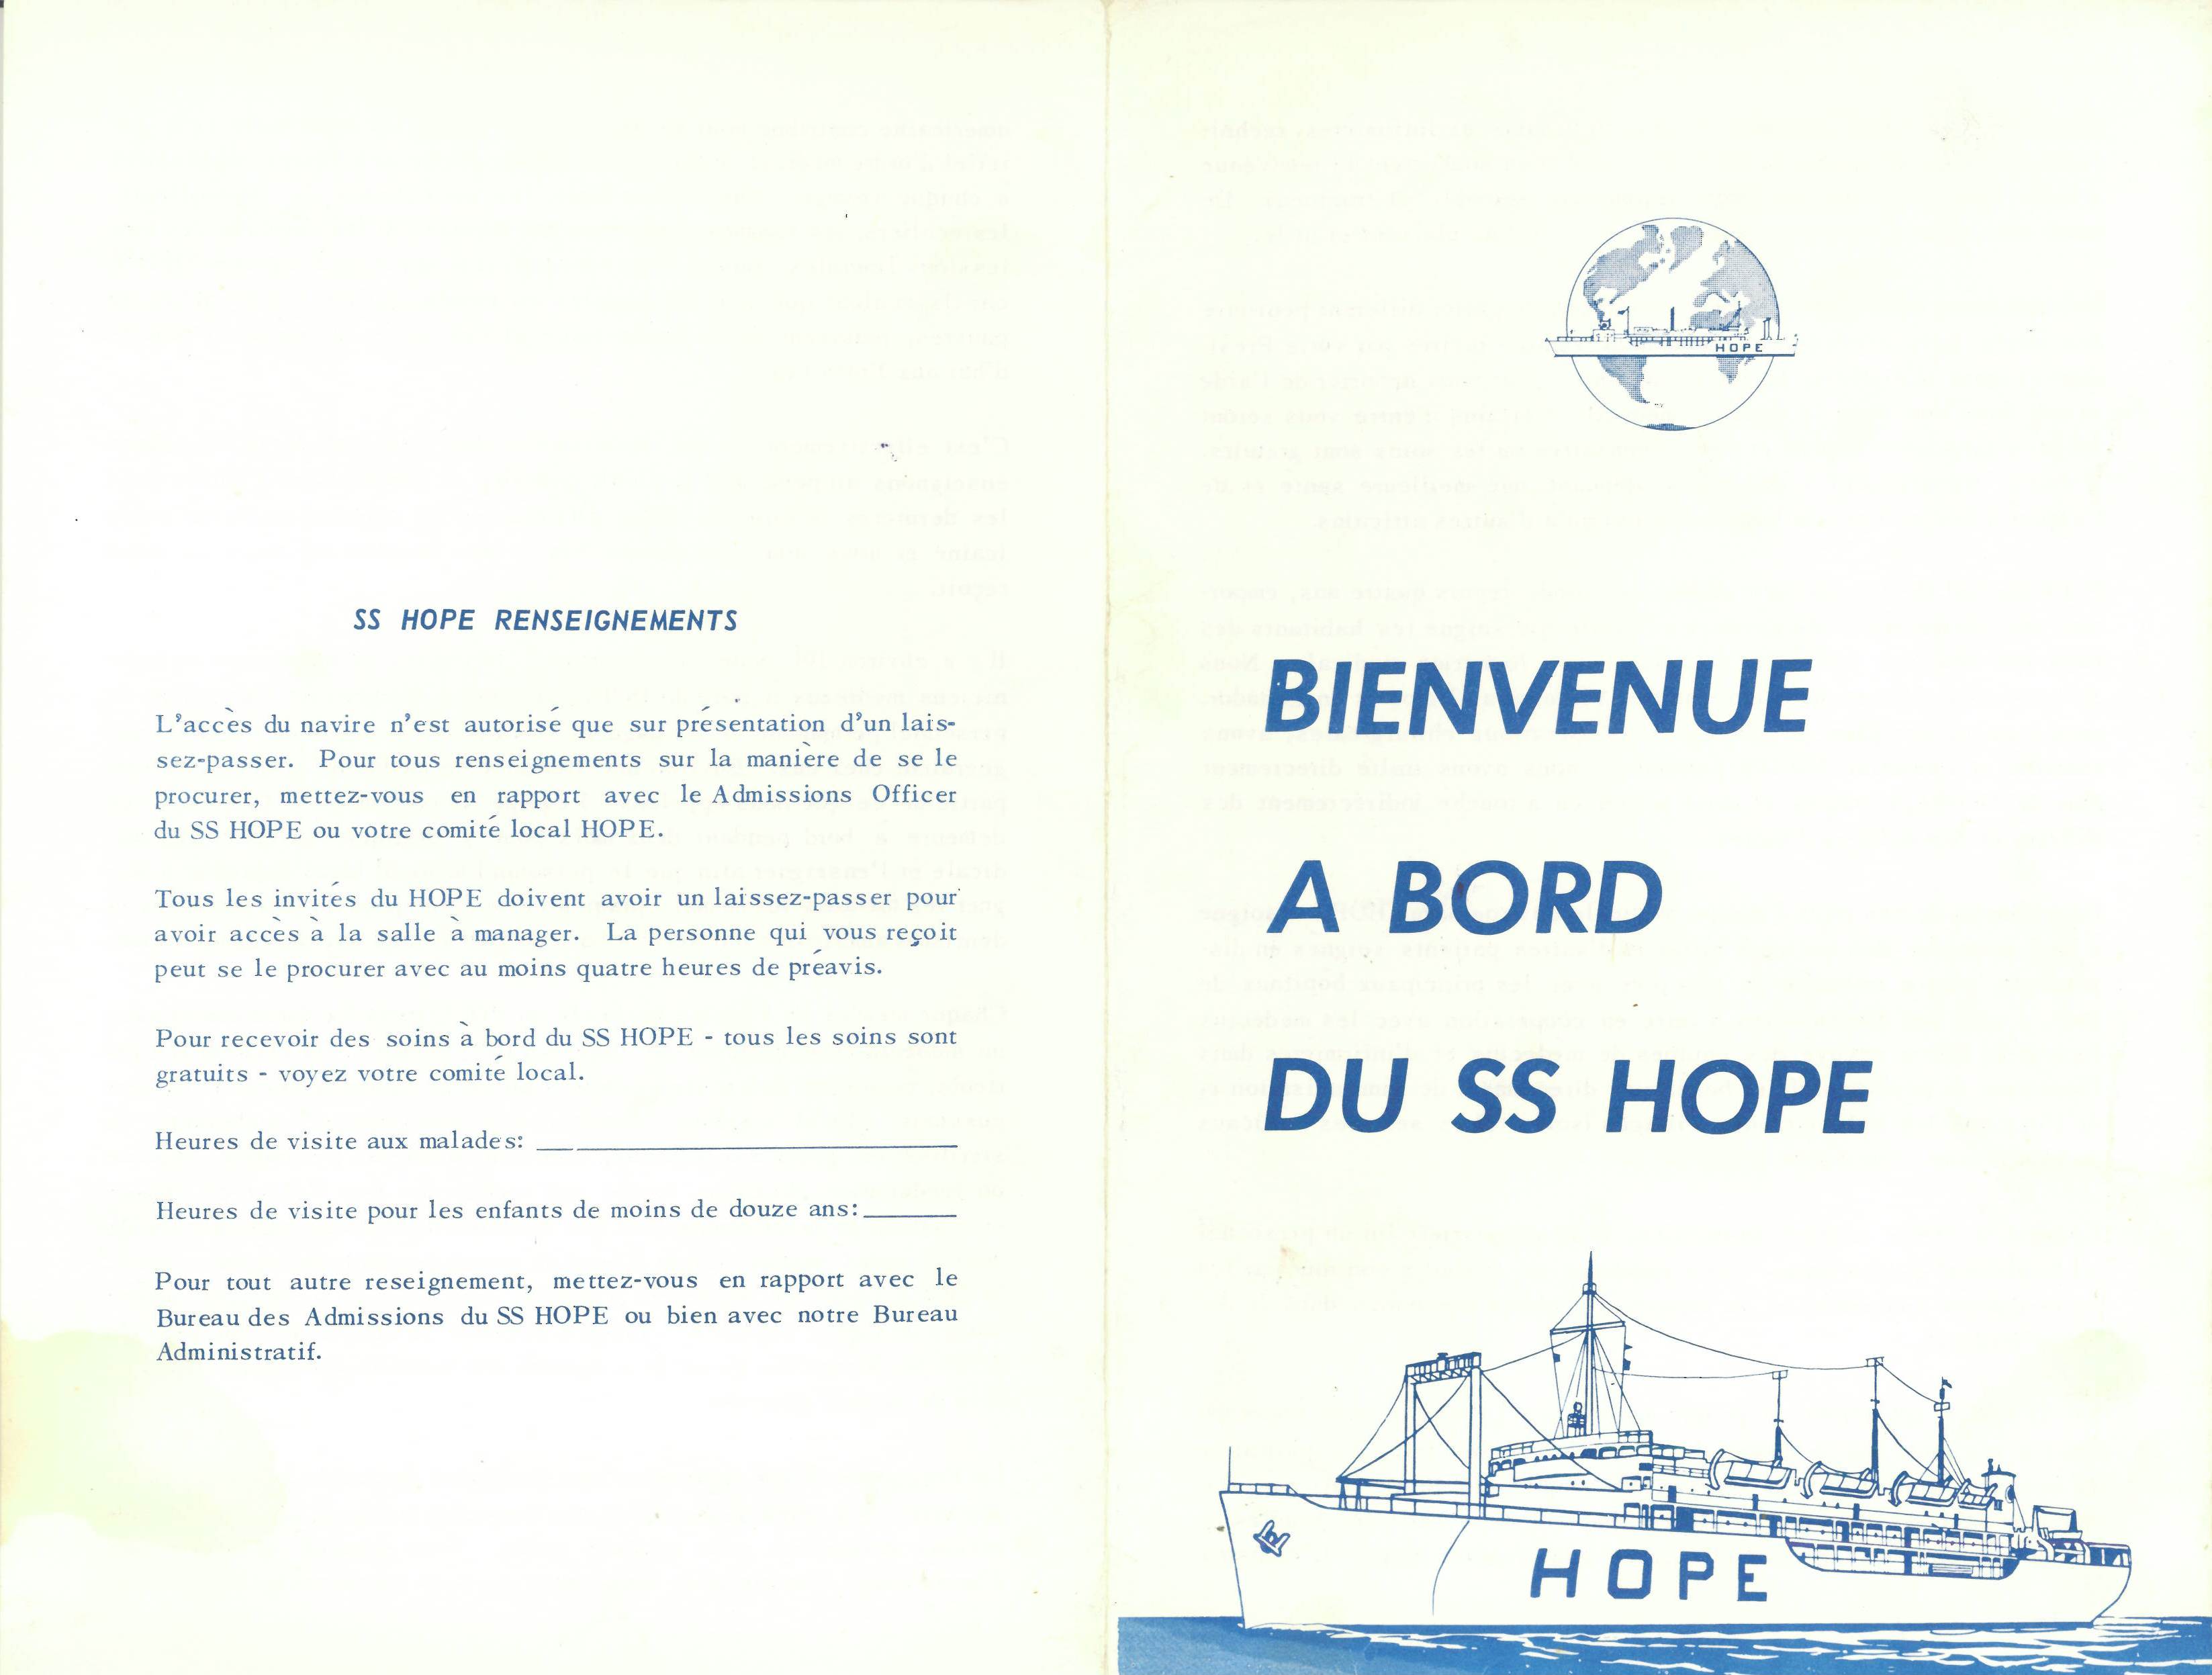 SS HOPE RENSEIGNEMENTS
L'accès du navire n'est autorisé que sur présentation d'un lais-
sez-passer. Pour tous renseignements sur la manière de se le
procurer, mettez-vous en rapport avec le Admissions Officer
du SS HOPE ou votre comité local HOPE.
Tous les invités du HOPE doivent avoir un laissez-passer pour
avoir accès à la salle à manager. La personne qui vous reçoit
peut se le procurer avec au moins quatre heures de préavis.
Pour recevoir des soins à bord du SS HOPE - tous les soins sont
gratuits - voyez votre comité local.
Heures de visite aux malades:
Heures de visite pour les enfants de moins de douze ans:
Pour tout autre reseignement, mettez-vous en rapport avec le
Bureau des Admissions du SS HOPE ou bien avec notre Bureau
Administratif.
HOPE
BIENVENUE
A BORD
DU SS HOPE
HOPE